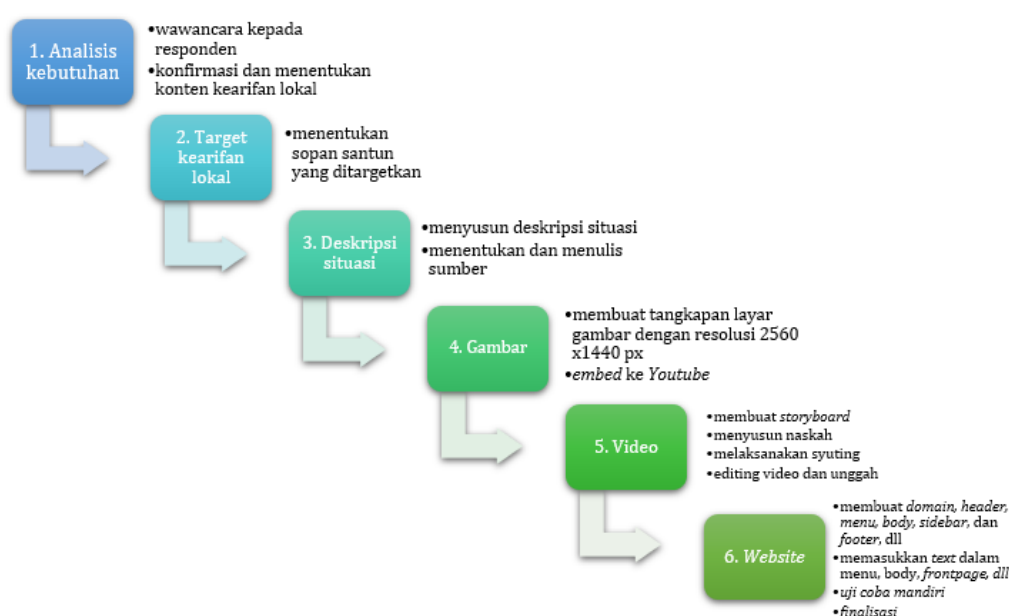 1. Analisis
kebutuhan
•wawancara kepada
responden
•konfirmasi dan menentukan
konten kearifan lokal
2. Target
kearifan
lokal
•menentukan
sopan santun
yang ditargetkan
3. Deskripsi
situasi
•menyusun deskripsi situasi
•menentukan dan menulis
sumber
4. Gambar
•membuat tangkapan layar
gambar dengan resolusi 2560
x1440 px
•embed ke Youtube
5. Video
•membuat storyboard
•menyusun naskah
•melaksanakan syuting
•editing video dan unggah
6. Website
•membuat domain, header,
menu, body, sidebar, dan
footer, dll
•memasukkan text dalam
menu, body, frontpage, dll
•uji coba mandiri
•finalisasi